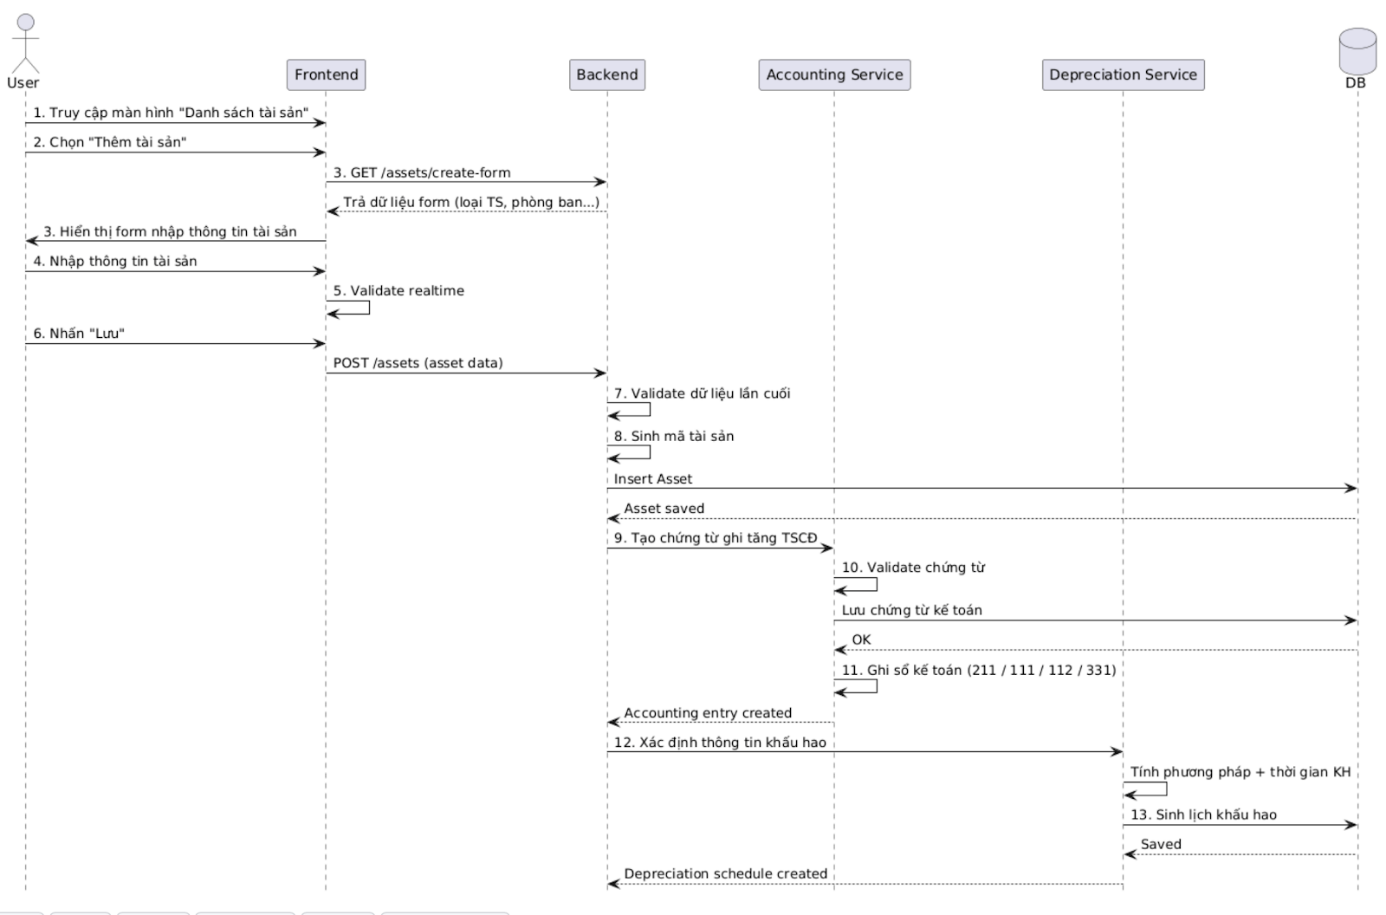 User
Frontend
Backend
Accounting Service
Depreciation Service
DB
1. Truy cập màn hình "Danh sách tài sản"
2. Chọn "Thêm tài sản"
3. GET /assets/create-form
Trả dữ liệu form (loại TS, phòng ban...)
3. Hiển thị form nhập thông tin tài sản
4. Nhập thông tin tài sản
5. Validate realtime
6. Nhấn "Lưu"
POST /assets (asset data)
7. Validate dữ liệu lần cuối
8. Sinh mã tài sản
Insert Asset
Asset saved
9. Tạo chứng từ ghi tăng TSCĐ
10. Validate chứng từ
Lưu chứng từ kế toán
OK
11. Ghi sổ kế toán (211 / 111 / 112 / 331)
Accounting entry created
12. Xác định thông tin khấu hao
Tính phương pháp + thời gian KH
13. Sinh lịch khấu hao
Saved
Depreciation schedule created